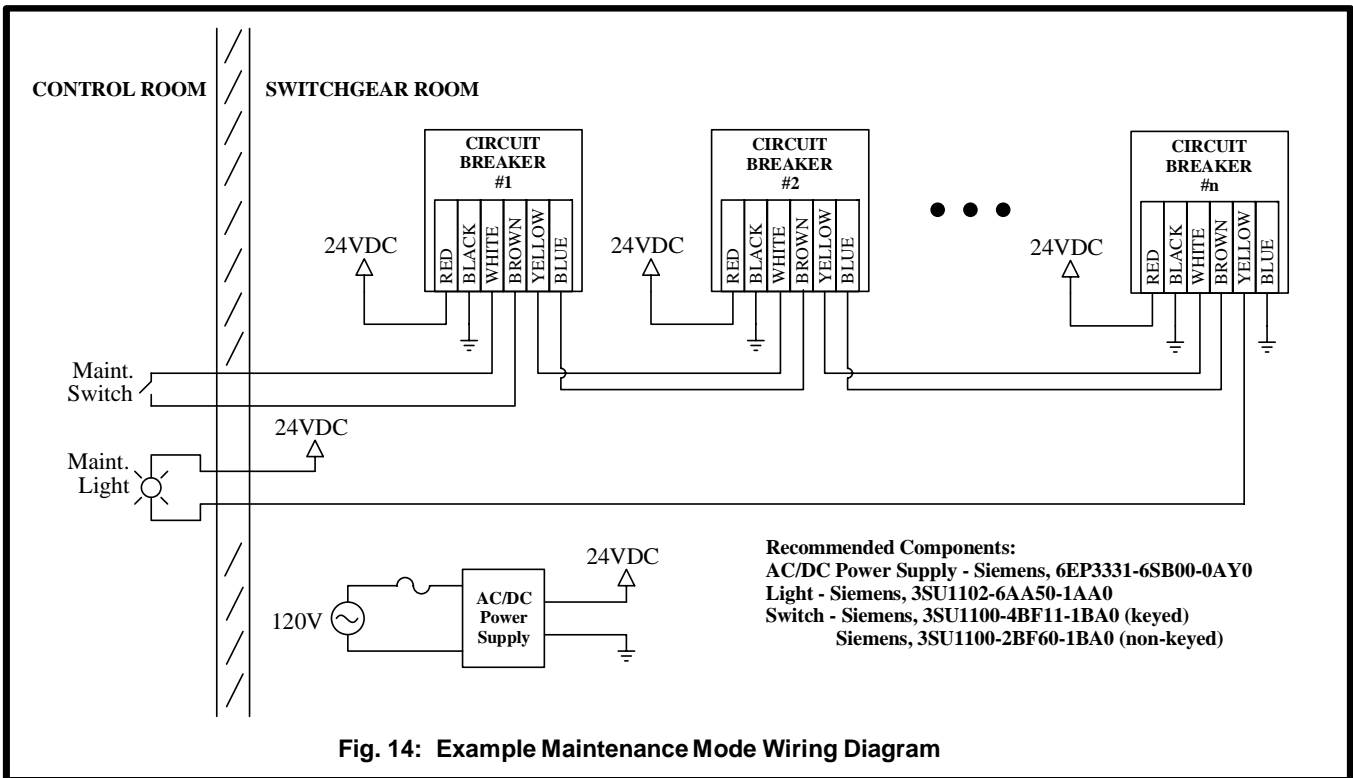 CONTROL ROOM
SWITCHGEAR ROOM
CIRCUIT
BREAKER
#1
RED
BLACK
WHITE
BROWN
YELLOW
BLUE
24VDC
CIRCUIT
BREAKER
#2
RED
BLACK
WHITE
BROWN
YELLOW
BLUE
24VDC
CIRCUIT
BREAKER
#n
RED
BLACK
WHITE
BROWN
YELLOW
BLUE
24VDC
Maint.
Switch
24VDC
Maint.
Light
120V
AC/DC
Power
Supply
24VDC
Recommended Components:
AC/DC Power Supply - Siemens, 6EP3331-6SB00-0AY0
Light - Siemens, 3SU1102-6AA50-1AA0
Switch - Siemens, 3SU1100-4BF11-1BA0 (keyed)
Siemens, 3SU1100-2BF60-1BA0 (non-keyed)
Fig. 14: Example Maintenance Mode Wiring Diagram